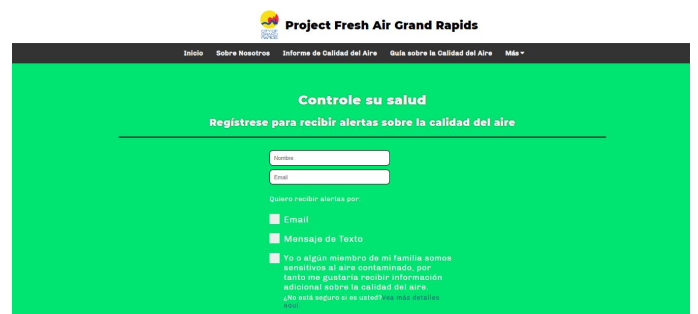 Project Fresh Air Grand Rapids
Inicio Sobre Nosotros Informe de Calidad del Aire Guía sobre la Calidad del Aire Más
Controle su salud
Regístrese para recibir alertas sobre la calidad del aire
Nombre
Email
Quiero recibir alertas por:
Email
Mensaje de Texto
Yo o algún miembro de mi familia somos
sensitivos al aire contaminado, por
tanto me gustaría recibir información
adicional sobre la calidad del aire.
¿No está seguro si es usted?Vea más detalles
aquí.